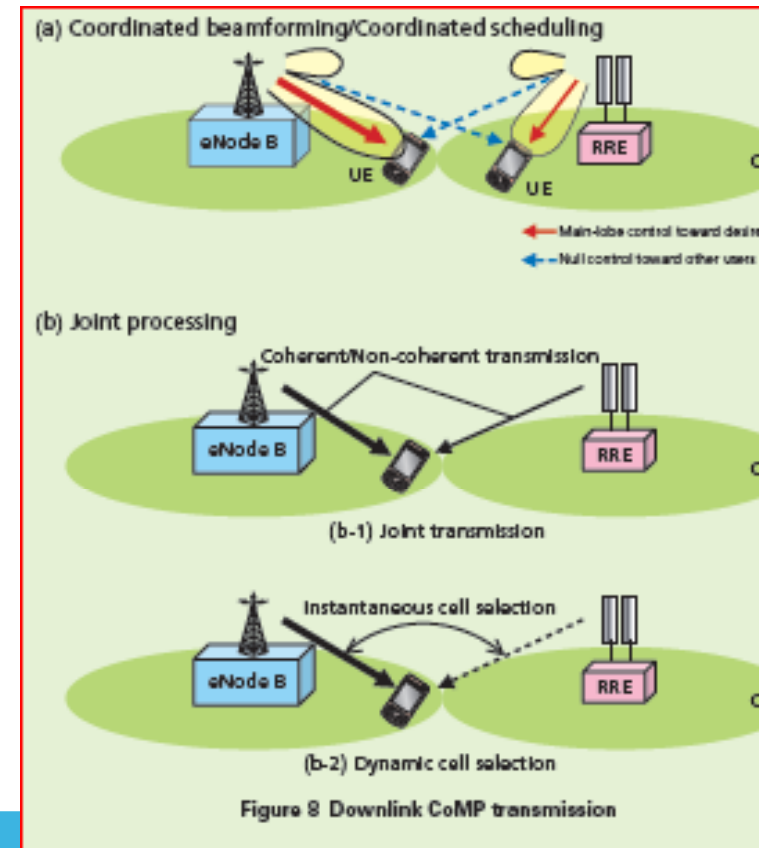 (a) Coordinated beamforming/Coordinated scheduling
eNode B
UE
UE
RRE
C
Main-lobe control toward desire
Null control toward other users
(b) Joint processing
Coherent/Non-coherent transmission
eNode B
RRE
C
(b-1) Joint transmission
Instantaneous cell selection
eNode B
RRE
C
(b-2) Dynamic cell selection
Figure 8 Downlink CoMP transmission